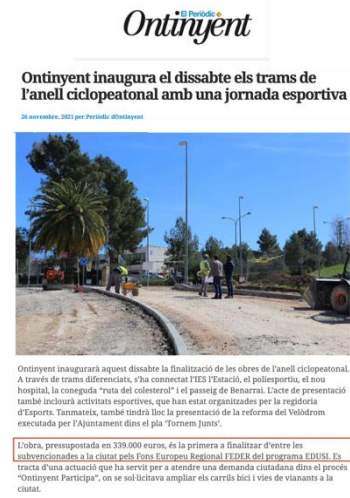 El Periòdic
Ontinyent
Ontinyent inaugura el dissabte els trams de
l'anell ciclopeatonal amb una jornada esportiva
26 novembre, 2021 per Periòdic dOntinyent
Ontinyent inaugurarà aquest dissabte la finalització de les obres de l'anell ciclopeatonal.
A través de trams diferenciats, s'ha connectat l'IES l'Estació, el poliesportiu, el nou
hospital, la coneguda "ruta del colesterol" i el passeig de Benarrai. L'acte de presentació
també inclourà activitats esportives, que han estat organitzades per la regidoria
d'Esports. Tanmateix, també tindrà lloc la presentació de la reforma del Velòdrom
executada per l'Ajuntament dins el pla 'Tornem Junts'.
L'obra, pressupostada en 339.000 euros, és la primera a finalitzar d'entre les
subvencionades a la ciutat pels Fons Europeu Regional FEDER del programa EDUSI. Es
tracta d'una actuació que ha servit per a atendre una demanda ciutadana dins el procés
"Ontinyent Participa", on se sol·licitava ampliar els carrils bici i vies de vianants a la
ciutat.